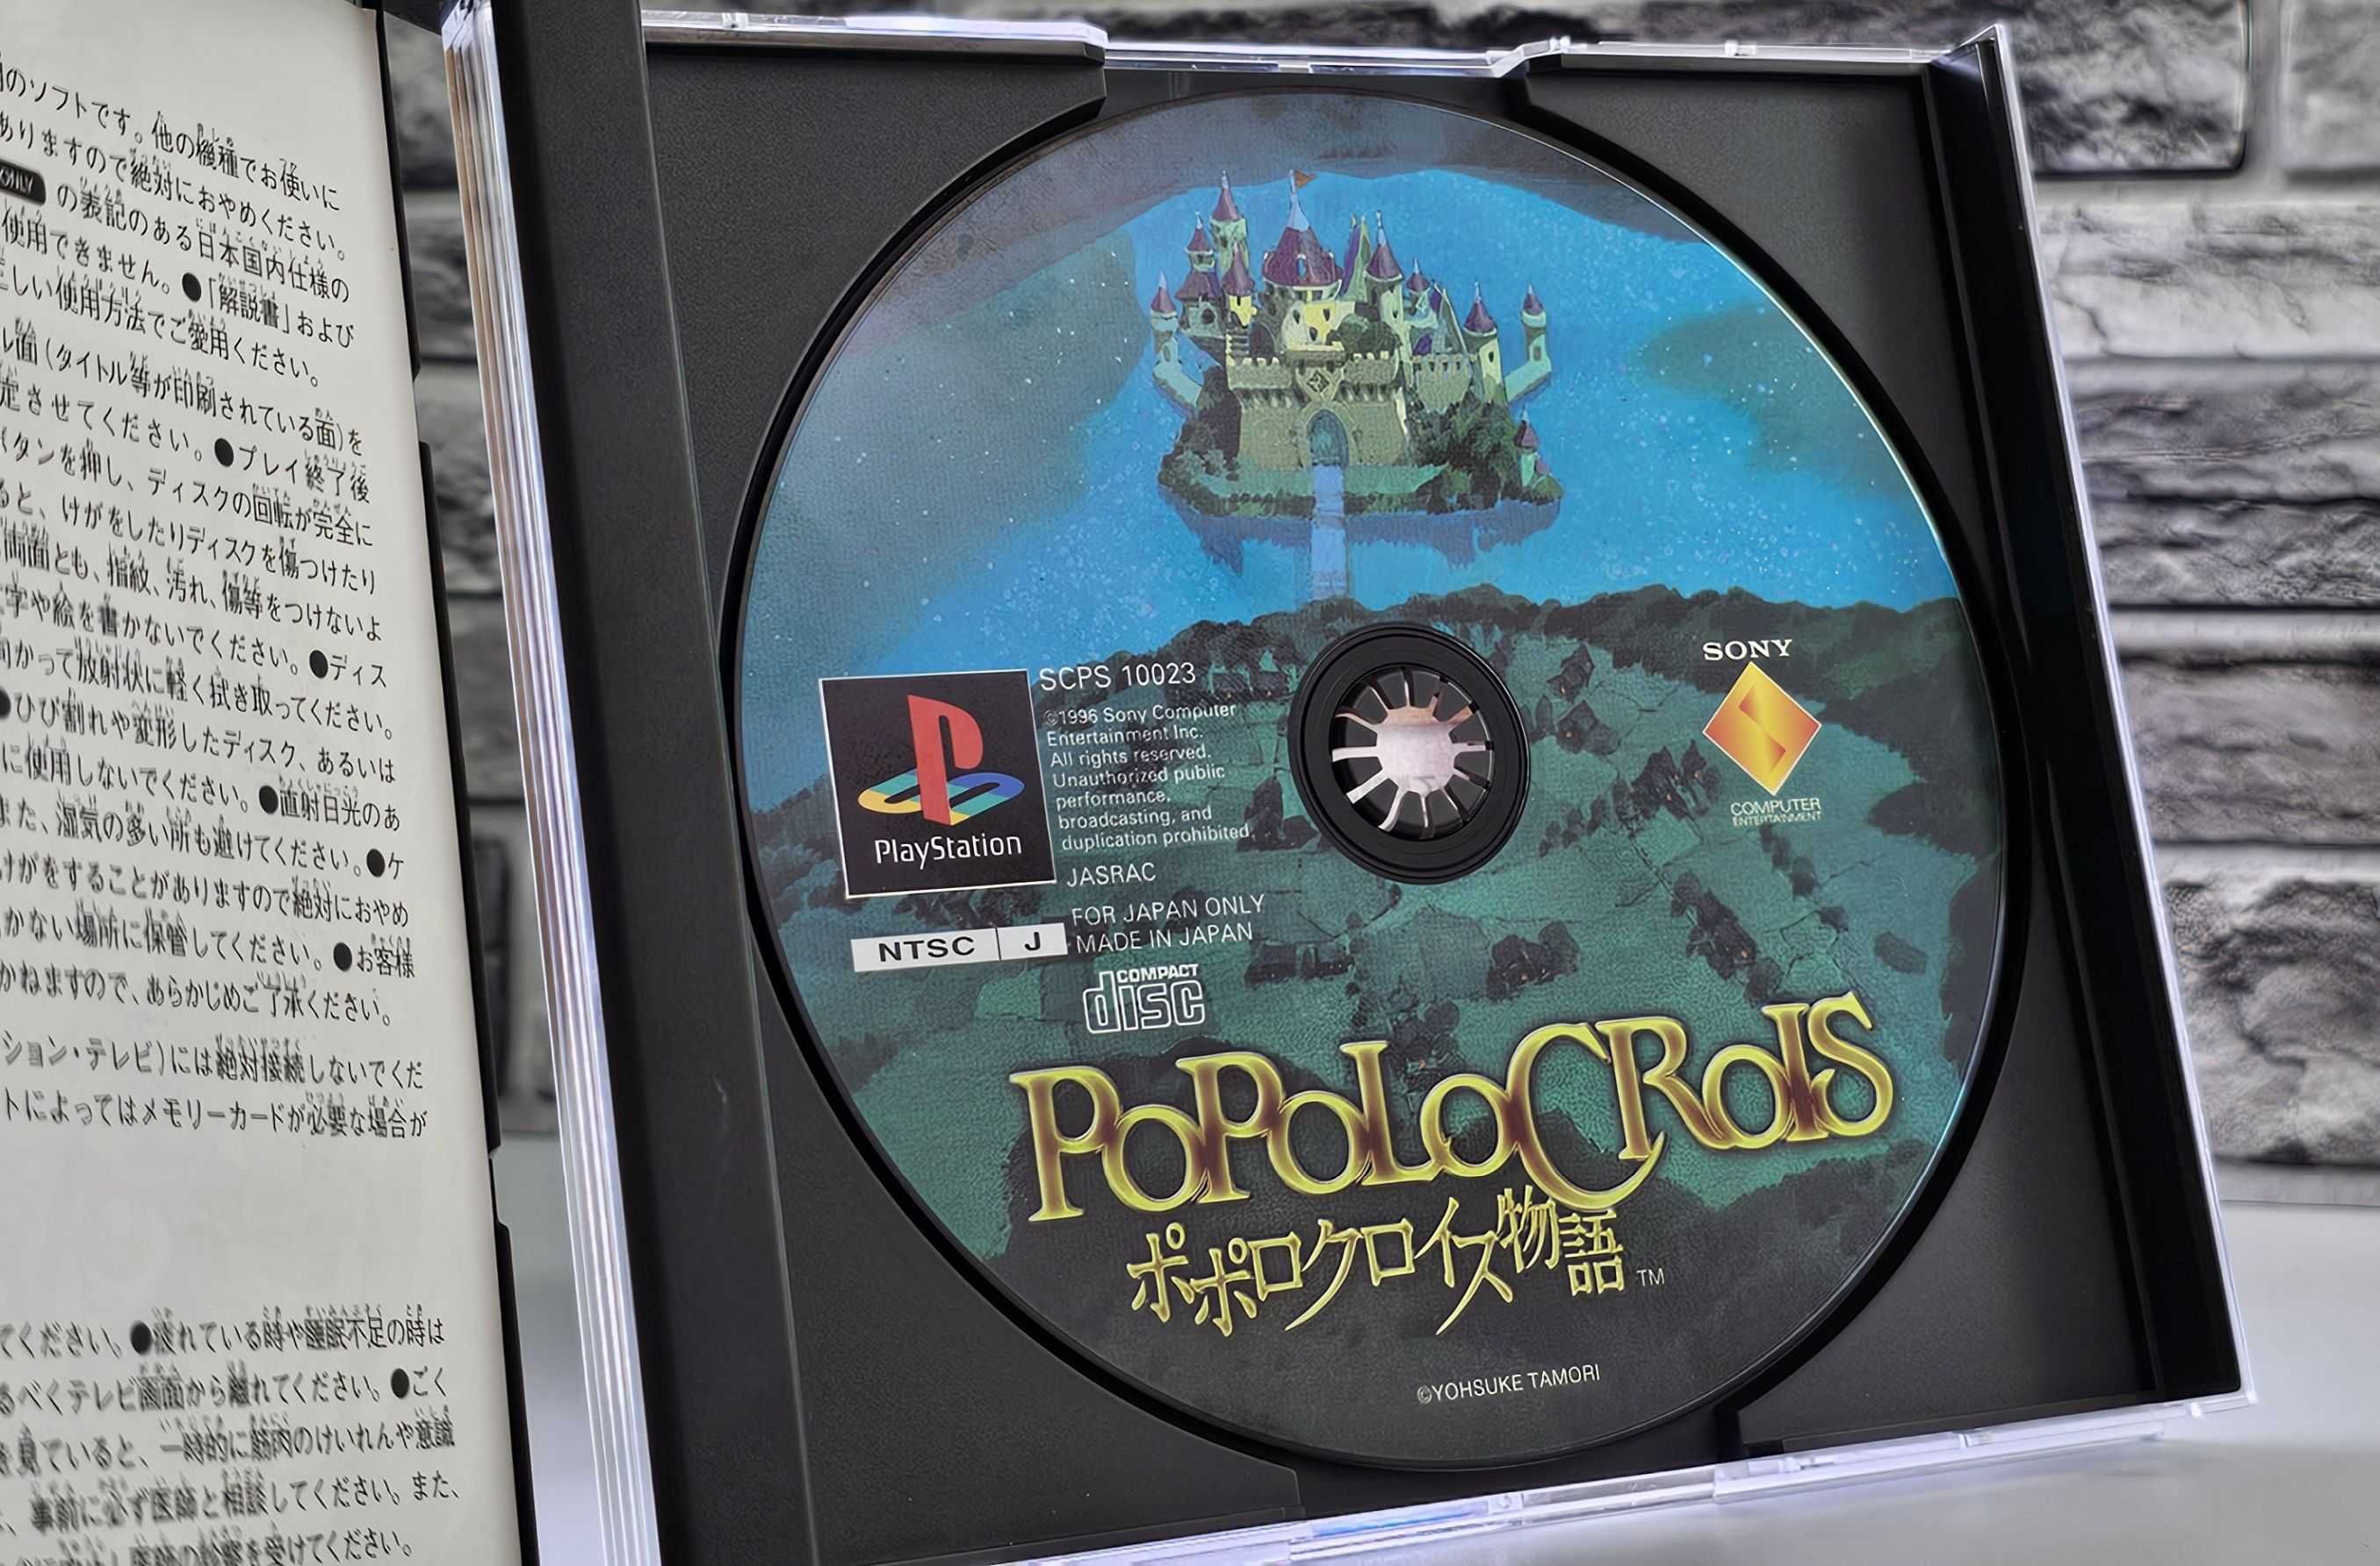 のソフトです。他の機種でお使いに
ありますので絶対におやめください。
ONLY の表記のある日本国内仕様の
使用できません。●「解説書」および
しい使用方法でご愛用ください。
ル面(タイトル等が印刷されている面)を
定させてください。●プレイ終了後
タンを押し、ディスクの回転が完全に
ると、けがをしたりディスクを傷つけたり
両面とも、指紋、汚れ、傷等をつけないよ
字や絵を書かないでください。●ディス
向かって放射状に軽く拭き取ってください。
●ひび割れや変形したディスク、あるいは
に使用しないでください。●直射日光のあ
また、湿気の多い所も避けてください。●ケ
けがをすることがありますので絶対におやめ
かない場所に保管してください。●お客様
かねますので、あらかじめご了承ください。
ション・テレビ)には絶対接続しないでくだ
トによってはメモリーカードが必要な場合が
てください。●疲れている時や睡眠不足の時は
るべくテレビ画面から離れてください。●ごく
を見ていると、一時的に筋肉のけいれんや意識
、事前に必ず医師と相談してください。また、
医師の診察を受けてください。
SCPS 10023
©1996 Sony Computer
Entertainment Inc.
All rights reserved.
Unauthorized public
performance,
broadcasting, and
duplication prohibited.
JASRAC
PlayStation
FOR JAPAN ONLY
MADE IN JAPAN
NTSC J
COMPACT
disc
SONY
COMPUTER
ENTERTAINMENT
POPOLOCROIS
ポポロクロイス物語 TM
©YOHSUKE TAMORI